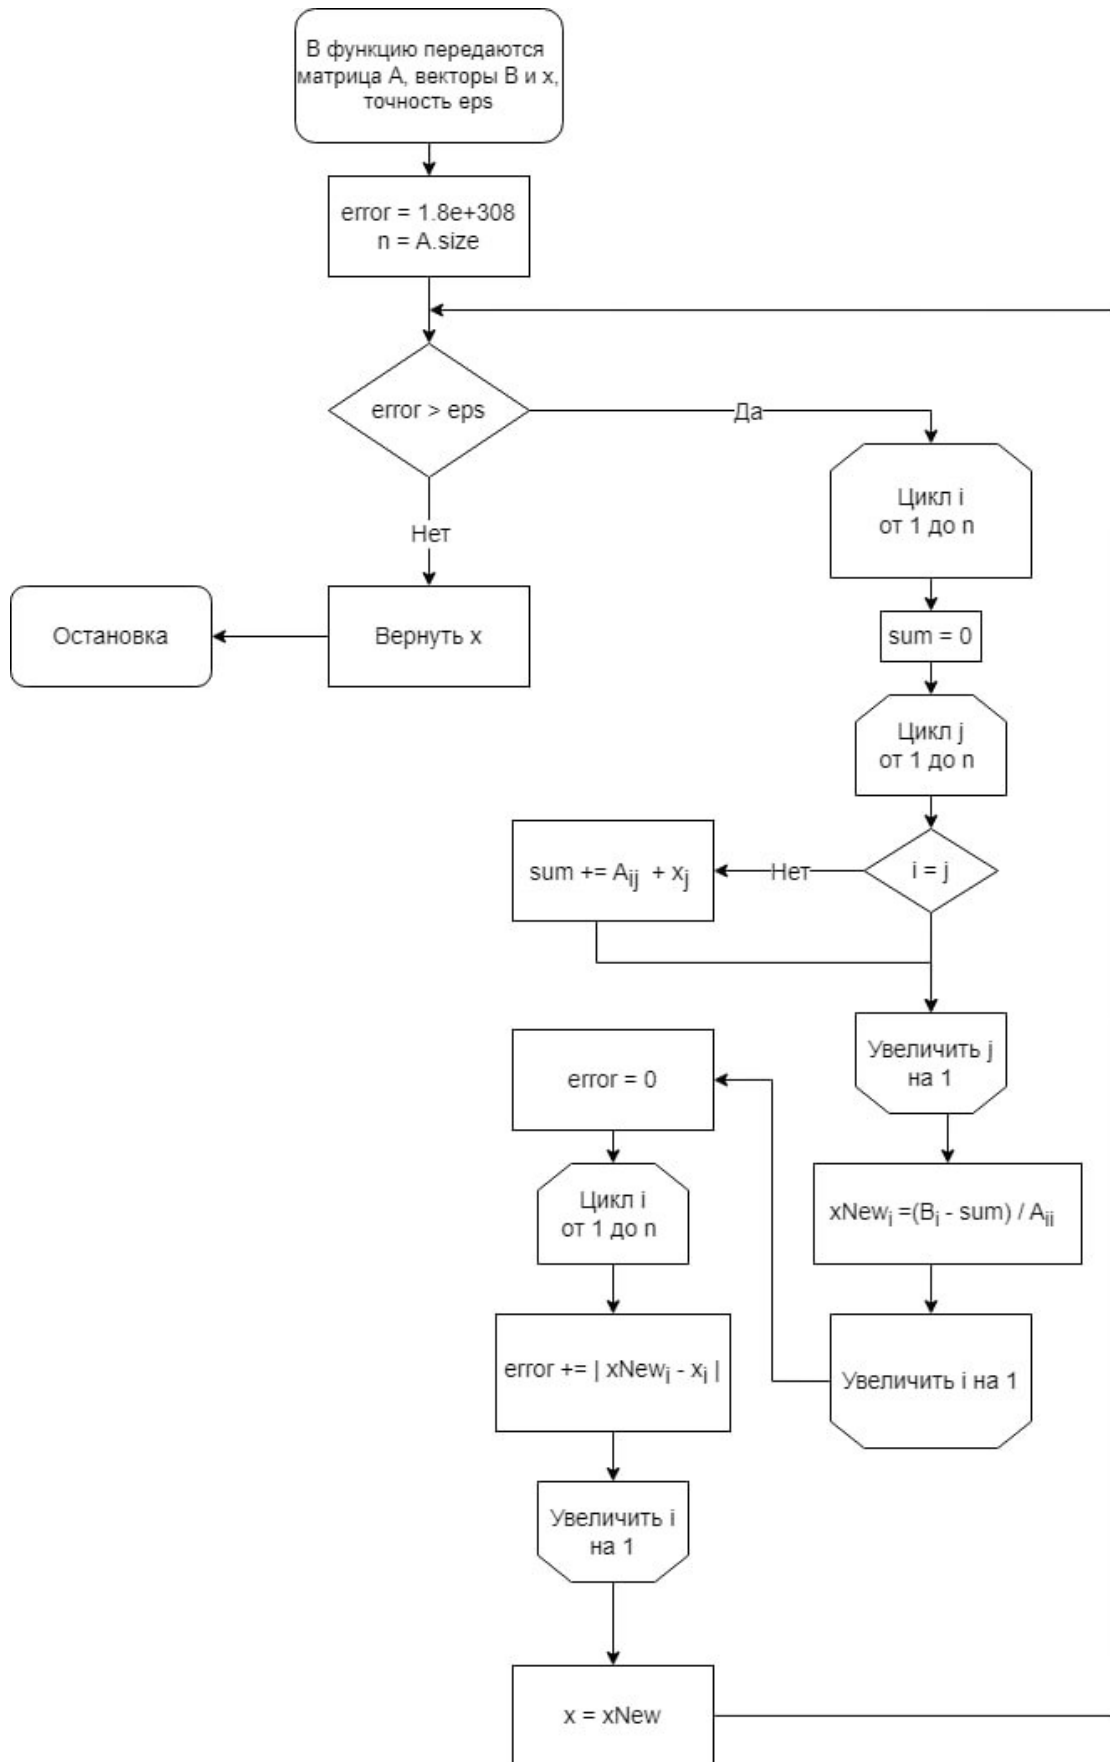 В функцию передаются
матрица А, векторы В и х,
точность eps
error = 1.8e+308
n = A.size
error > eps
Да
Цикл i
от 1 до n
Нет
Остановка
Вернуть x
sum = 0
Цикл j
от 1 до n
i = j
Нет
sum += Aij + xj
Увеличить j
на 1
error = 0
Цикл i
от 1 до n
xNewi =(Bi - sum) / Aii
error += | xNewi - xi |
Увеличить i на 1
Увеличить i
на 1
x = xNew